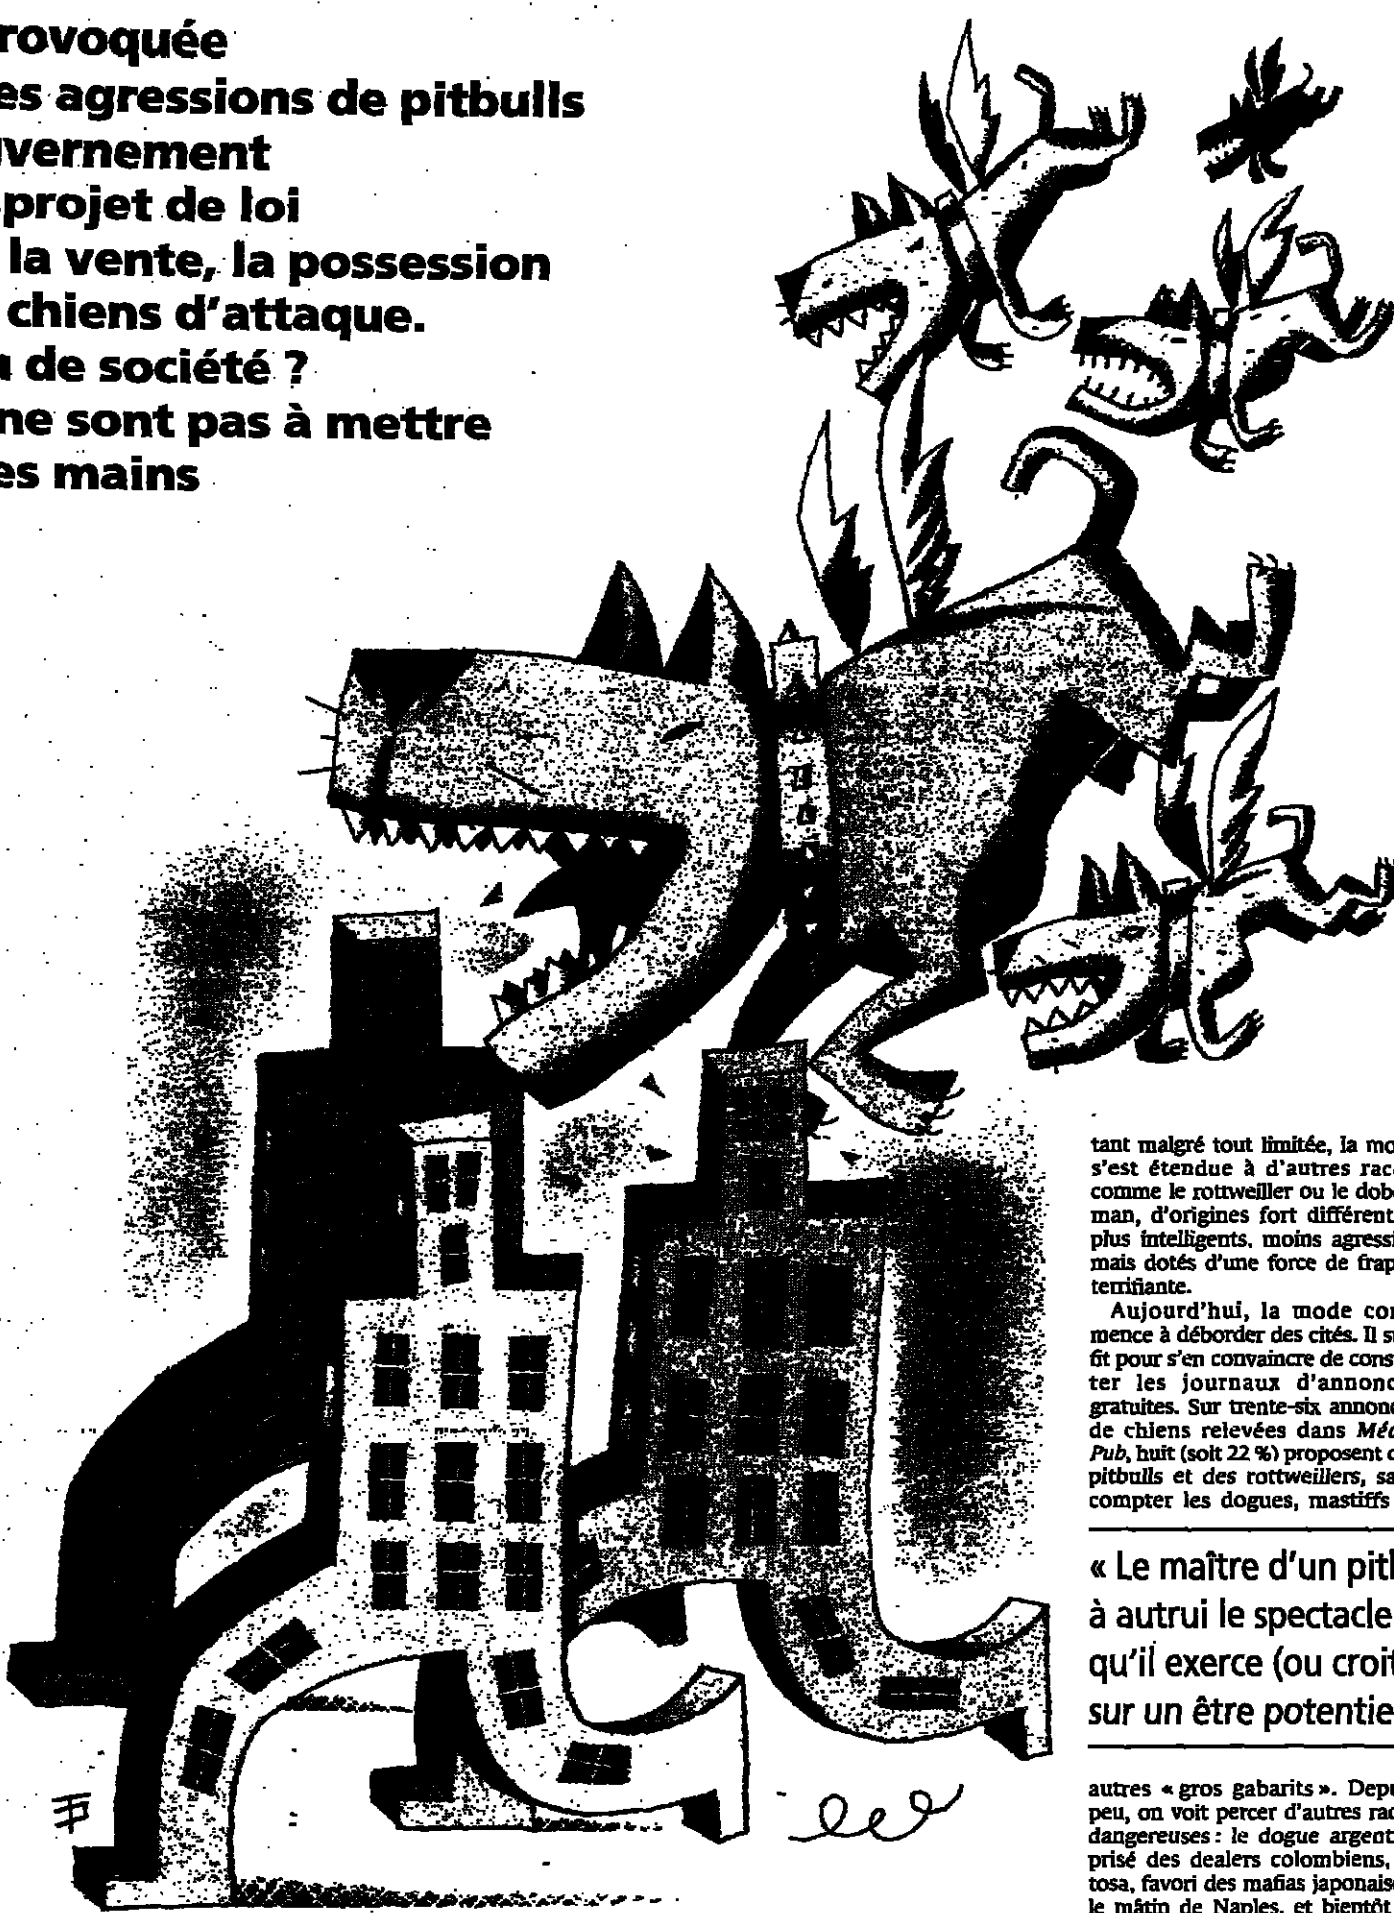 rovoquée
es agressions de pitbulls
vernement
projet de loi
la vente, la possession
chiens d'attaque.
de société ?
ne sont pas à mettre
es mains
tant malgré tout limitée, la mo
s'est étendue à d'autres rac
comme le rottweiller ou le dob
man, d'origines fort différent
plus intelligents, moins agressi
mais dotés d'une force de frap
terrifiante.
Aujourd'hui, la mode com
mence à déborder des cités. Il su
fit pour s'en convaincre de cons
ter les journaux d'annonc
gratuites. Sur trente-six annonc
de chiens relevées dans Méd
Pub, huit (soit 22 %) proposent d
pitbulls et des rottweillers, sa
compter les dogues, mastiffs
« Le maître d'un pitb
à autrui le spectacle
qu'il exerce (ou croit
sur un être potentie
autres « gros gabarits ». Depu
peu, on voit percer d'autres rac
dangereuses : le dogue argent
prisé des dealers colombiens,
tosa, favori des mafias japonaise
le mâtin de Naples, et bientôt